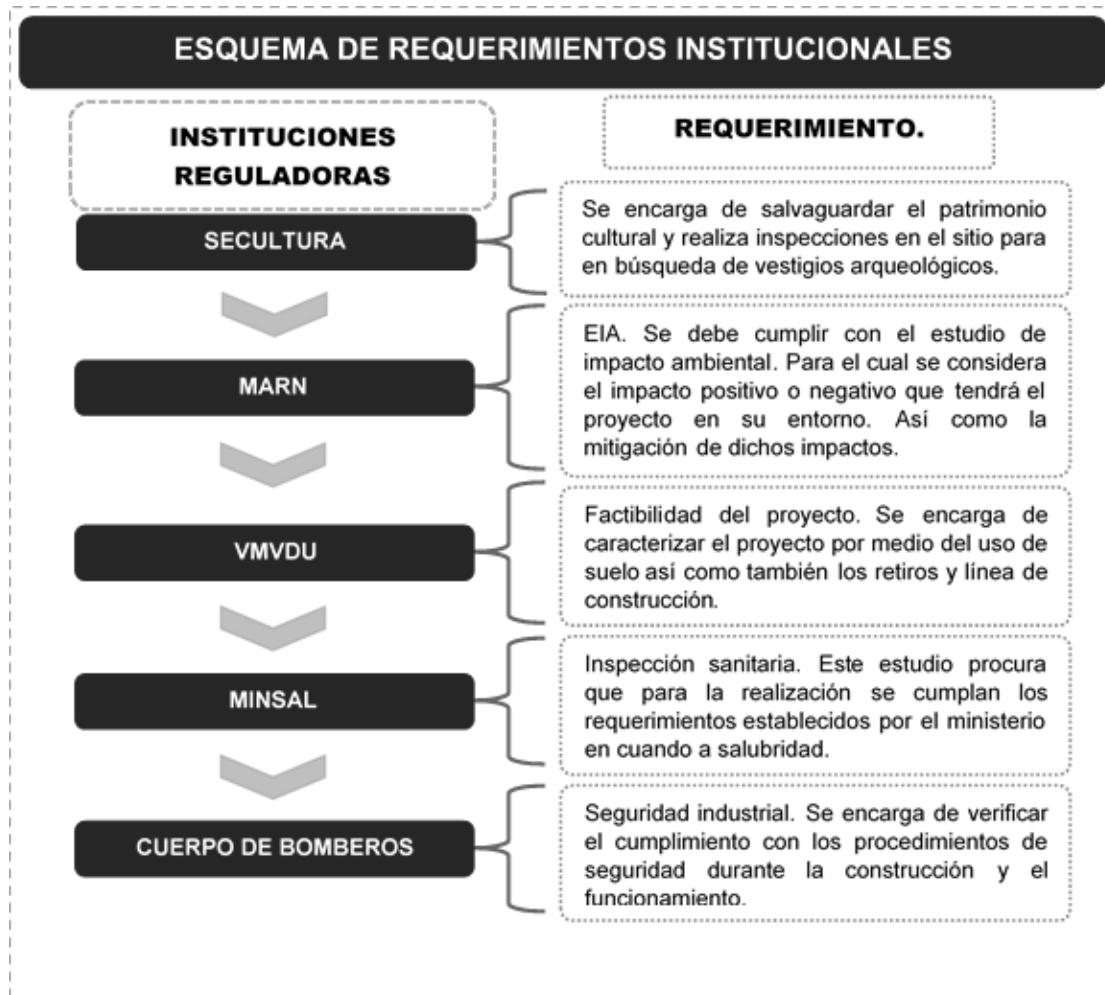 ESQUEMA DE REQUERIMIENTOS INSTITUCIONALES
INSTITUCIONES
REGULADORAS
REQUERIMIENTO.
SECULTURA
Se encarga de salvaguardar el patrimonio
cultural y realiza inspecciones en el sitio para
en búsqueda de vestigios arqueológicos.
MARN
EIA. Se debe cumplir con el estudio de
impacto ambiental. Para el cual se considera
el impacto positivo o negativo que tendrá el
proyecto en su entorno. Así como la
mitigación de dichos impactos.
VMVDU
Factibilidad del proyecto. Se encarga de
caracterizar el proyecto por medio del uso de
suelo así como también los retiros y línea de
construcción.
MINSAL
Inspección sanitaria. Este estudio procura
que para la realización se cumplan los
requerimientos establecidos por el ministerio
en cuando a salubridad.
CUERPO DE BOMBEROS
Seguridad industrial. Se encarga de verificar
el cumplimiento con los procedimientos de
seguridad durante la construcción y el
funcionamiento.